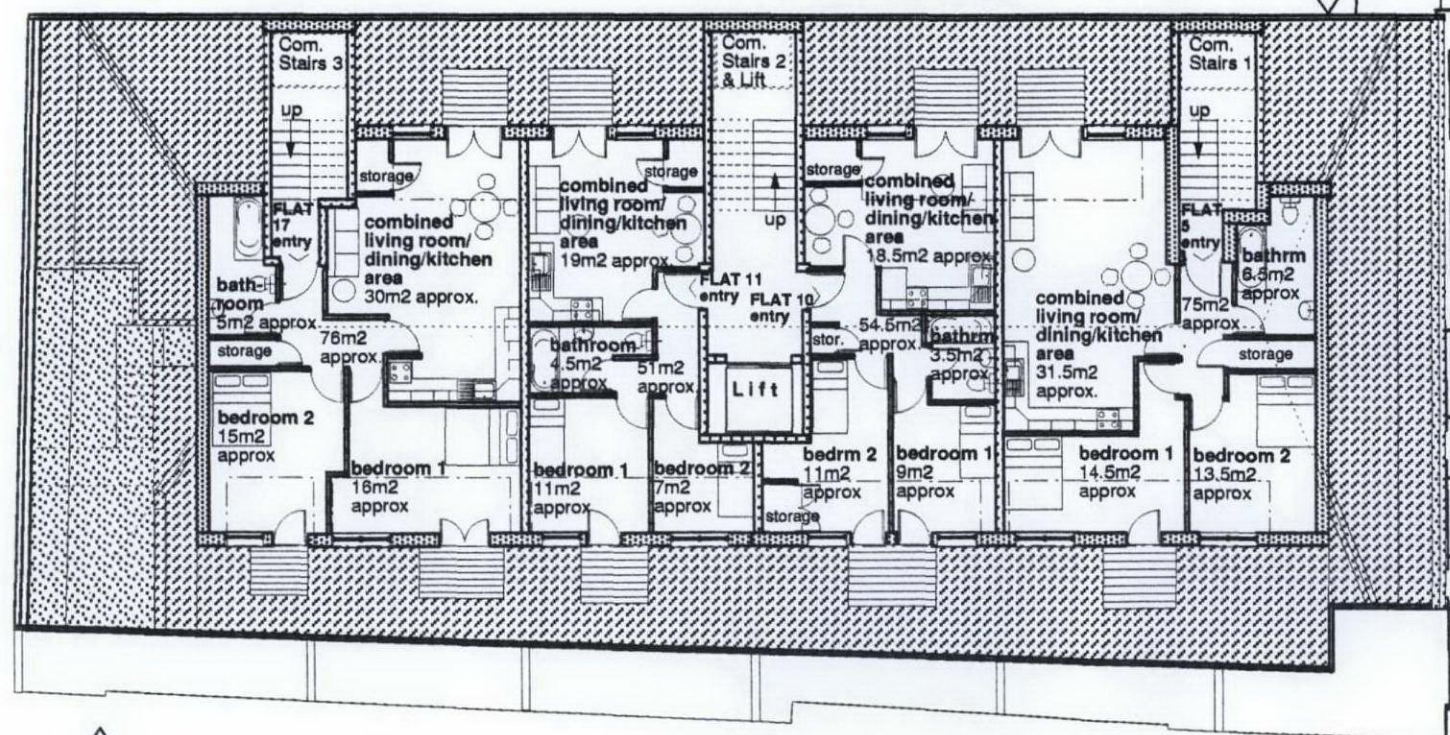 Com.
Stairs 3
up
FLAT
17
entry
storage
combined
living room/
dining/kitchen
area
30m2 approx.
bath-
room
5m2 approx
storage
76m2
approx.
bedroom 2
15m2
approx
bedroom 1
16m2
approx
combined
living room/
dining/kitchen
area
19m2 approx
storage
bathroom
4.5m2
approx
51m2
approx.
bedroom 1
11m2
approx
bedroom 2
7m2
approx
Com.
Stairs 2
& Lift
up
FLAT 11
entry
FLAT 10
entry
Lift
storage
combined
living room/
dining/kitchen
area
18.5m2 approx
stor.
54.5m2
approx.
bathrm
3.5m2
approx
bedrm 2
11m2
approx
storage
bedroom 1
9m2
approx
combined
living room/
dining/kitchen
area
31.5m2
approx.
Com.
Stairs 1
up
FLAT
5
entry
75m2
approx
bathrm
6.5m2
approx
storage
bedroom 1
14.5m2
approx
bedroom 2
13.5m2
approx